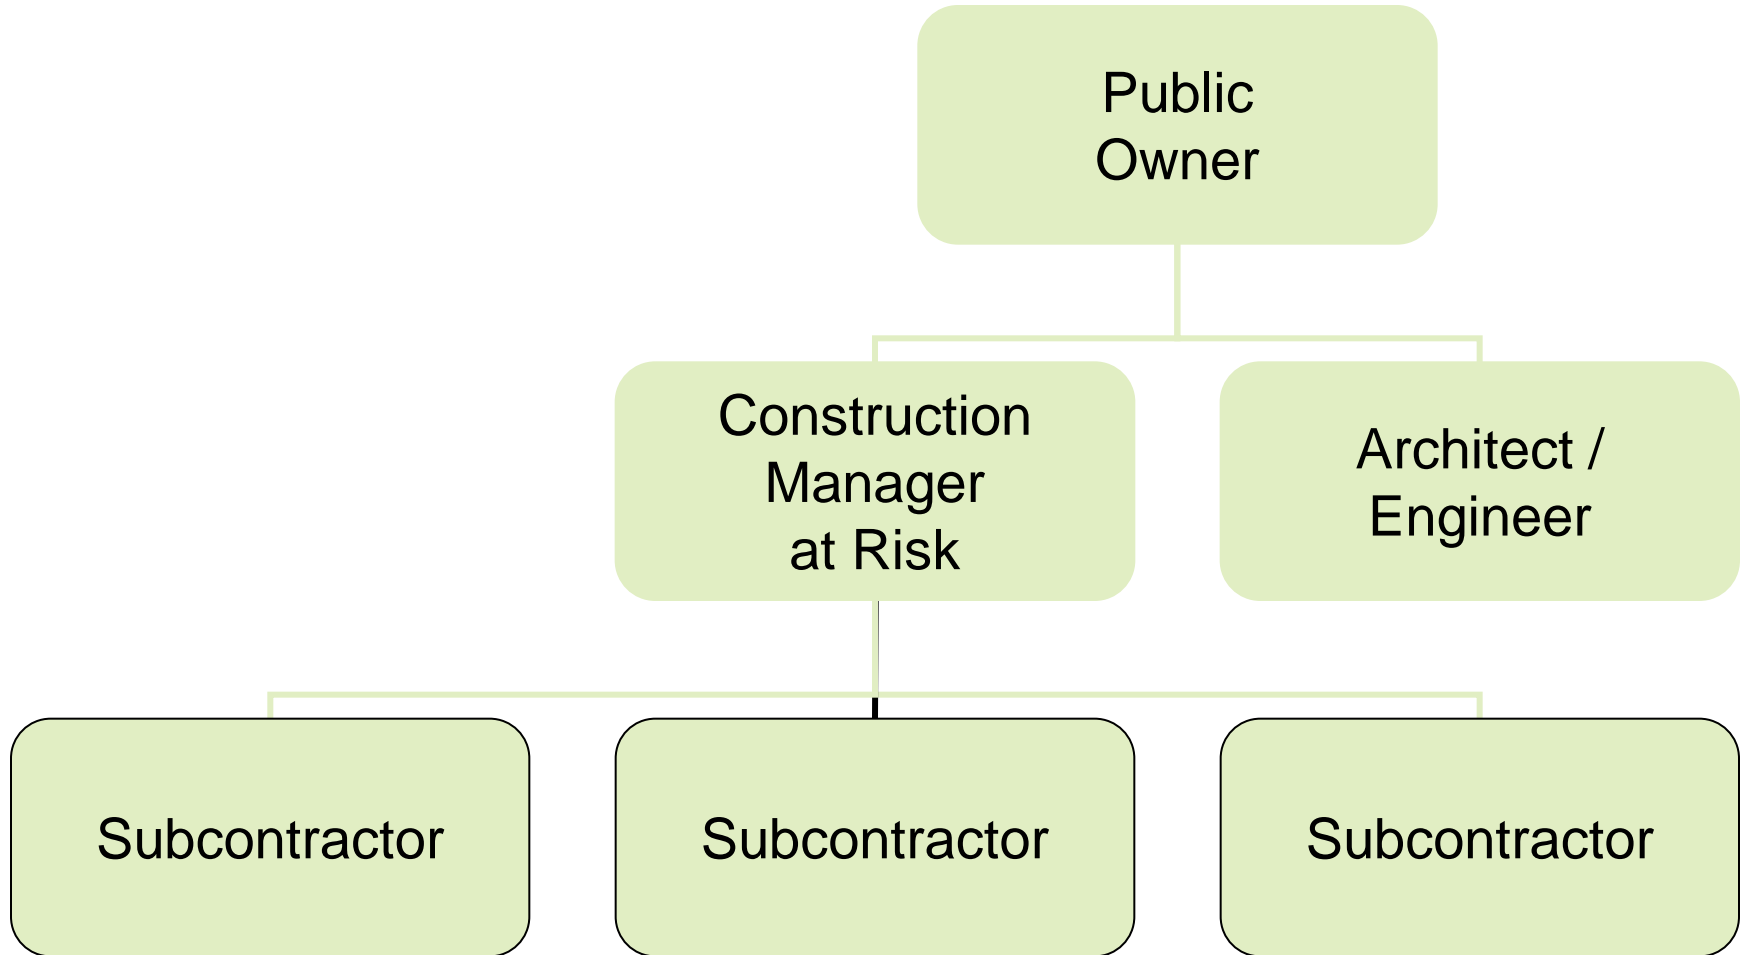 Public
Owner
Construction
Manager
at Risk
Architect /
Engineer
Subcontractor
Subcontractor
Subcontractor